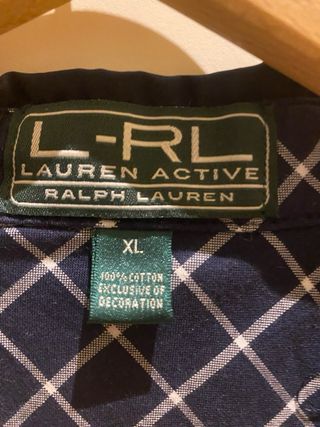 L-RL
LAUREN ACTIVE
RALPH LAUREN
XL
100% COTTON
EXCLUSIVE OF
DECORATION